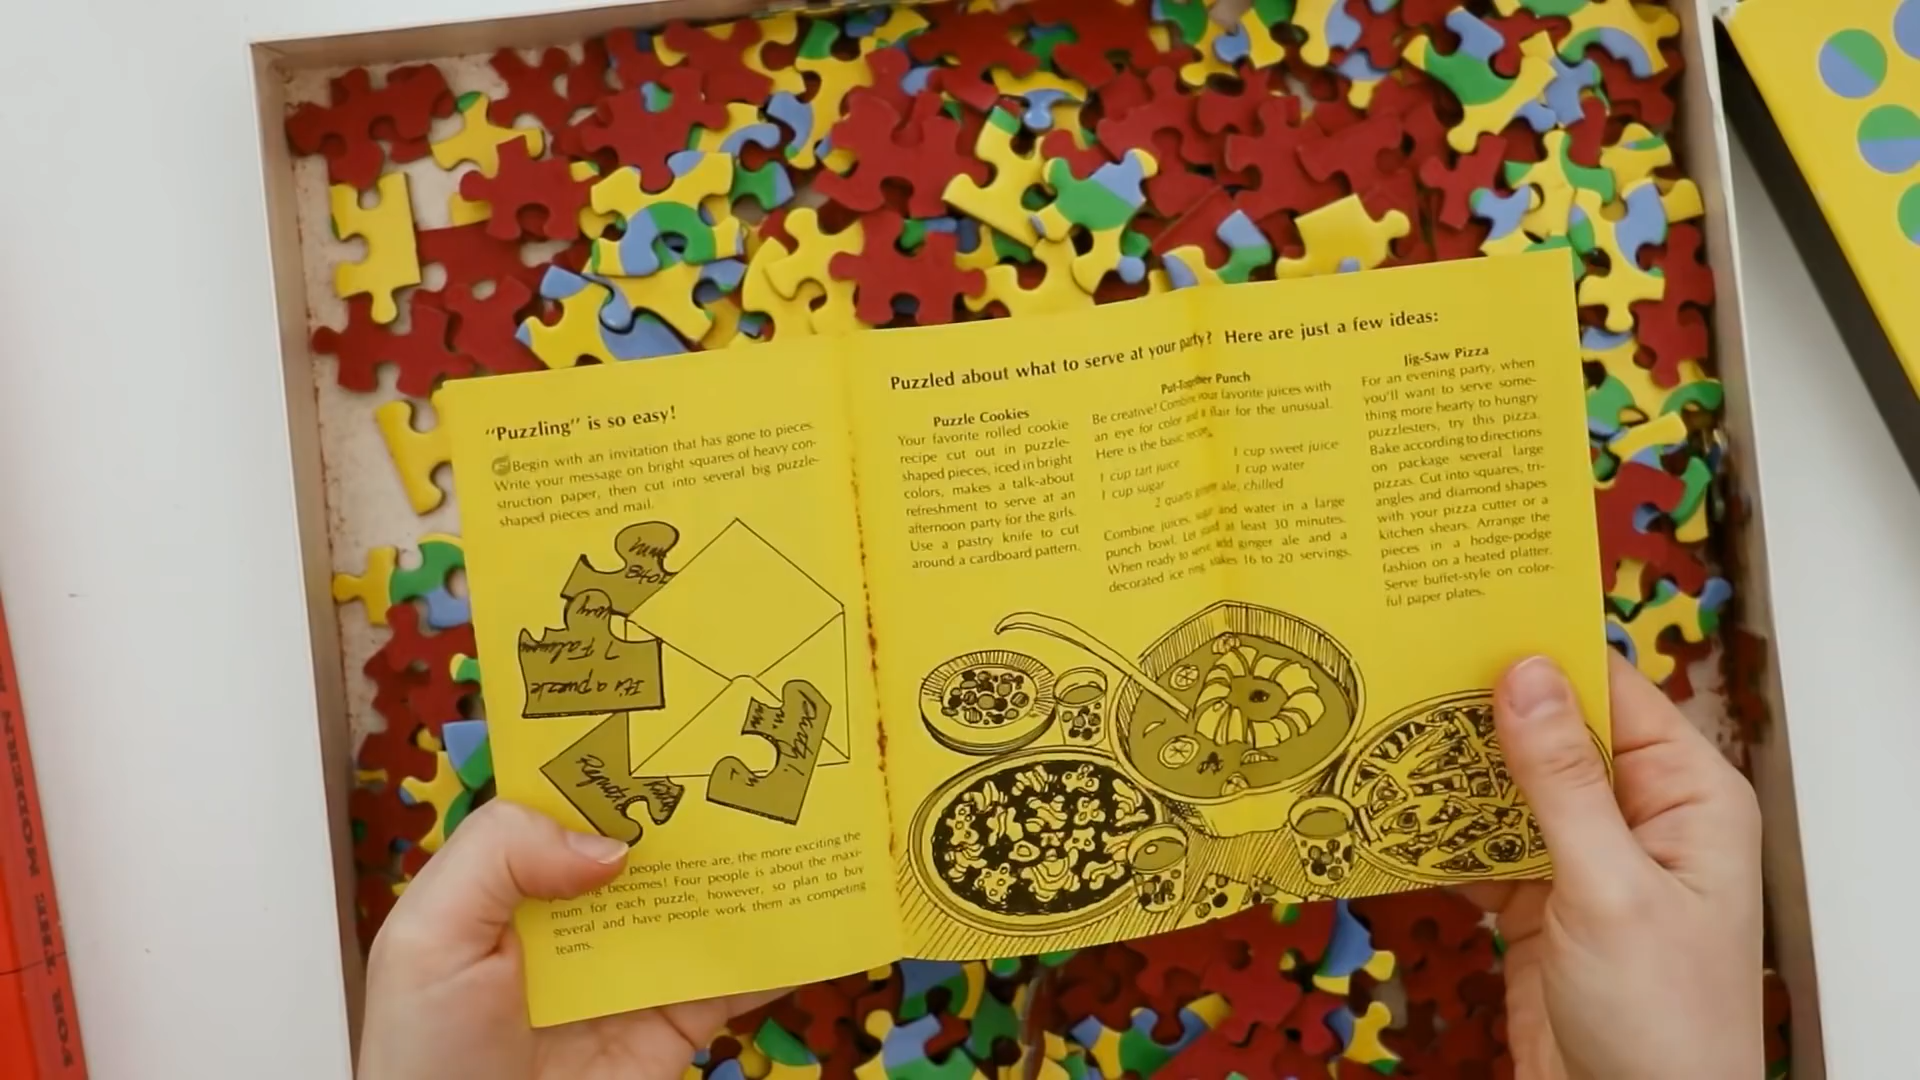 "Puzzling" is so easy!
Begin with an invitation that has gone to pieces.
Write your message on bright squares of heavy con-
struction paper, then cut into several big puzzle-
shaped pieces and mail.
It's a puzzle
people there are, the more exciting the
becomes! Four people is about the maxi-
mum for each puzzle, however, so plan to buy
several and have people work them as competing
teams.
Puzzled about what to serve at your party? Here are just a few ideas:
Puzzle Cookies
Your favorite rolled cookie
recipe cut out in puzzle-
shaped pieces, iced in bright
colors, makes a talk-about
refreshment to serve at an
afternoon party for the girls.
Use a pastry knife to cut
around a cardboard pattern.
Put-Together Punch
Be creative! Combine your favorite juices with
an eye for color and a flair for the unusual.
Here is the basic recipe.
1 cup tart juice 1 cup sweet juice
1 cup sugar 1 cup water
2 quarts ginger ale, chilled
Combine juices, sugar and water in a large
punch bowl. Let stand at least 30 minutes.
When ready to serve, add ginger ale and a
decorated ice ring. Makes 16 to 20 servings.
Jig-Saw Pizza
For an evening party, when
you'll want to serve some-
thing more hearty to hungry
puzzlesters, try this pizza.
Bake according to directions
on package several large
pizzas. Cut into squares, tri-
angles and diamond shapes
with your pizza cutter or a
kitchen shears. Arrange the
pieces in a hodge-podge
fashion on a heated platter.
Serve buffet-style on color-
ful paper plates.
FOR THE MODERN